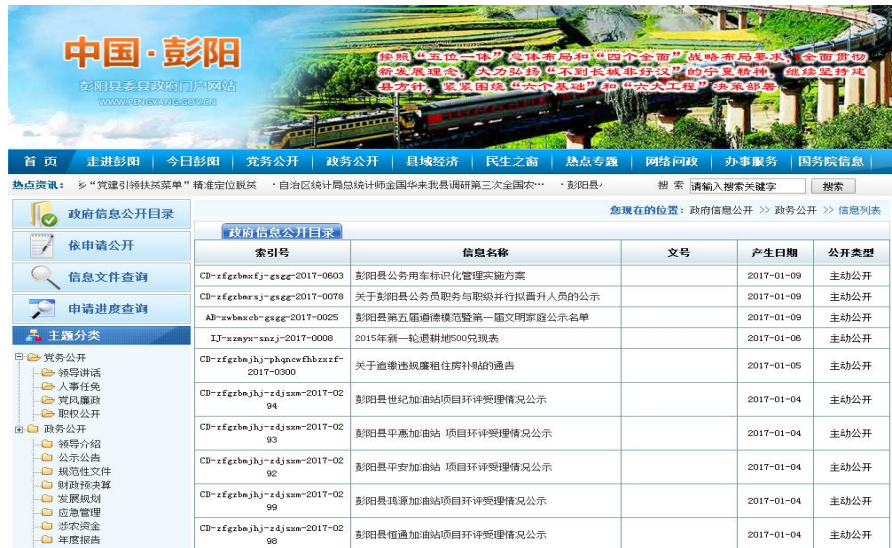 中国·彭阳
彭阳县委县政府门户网站
WWW.PENGYANG.GOV.CN
按照“五位一体”总体布局和“四个全面”战略布局要求，全面贯彻
新发展理念，大力弘扬“不到长城非好汉”的宁夏精神，继续坚持建
县方针，紧紧围绕“六个基础”和“六大工程”决策部署
首 页 走进彭阳 今日彭阳 党务公开 政务公开 县域经济 民生之窗 热点专题 网络问政 办事服务 国务院信息
热点资讯： 乡“党建引领扶贫菜单”精准定位脱贫 ·自治区统计局总统计师金国华来我县调研第三次全国农… ·彭阳县 搜 索 请输入搜索关键字 搜索
政府信息公开目录
依申请公开
信息文件查询
申请进度查询
主题分类
党务公开
领导讲话
人事任免
党风廉政
职权公开
政务公开
领导介绍
公示公告
规范性文件
财政预决算
发展规划
应急管理
涉农资金
年度报告
您现在的位置：政府信息公开 >> 政务公开 >> 信息列表
政府信息公开目录
索引号 信息名称 文号 产生日期 公开类型
CD-zfgzbmxfj-gsgg-2017-0603 彭阳县公务用车标识化管理实施方案 2017-01-09 主动公开
CD-zfgzbmrsj-gsgg-2017-0078 关于彭阳县公务员职务与职级并行拟晋升人员的公示 2017-01-09 主动公开
AB-xwbmxcb-gsgg-2017-0025 彭阳县第五届道德模范暨第一届文明家庭公示名单 2017-01-09 主动公开
IJ-xzmyx-snzj-2017-0008 2015年新一轮退耕地500兑现表 2017-01-06 主动公开
CD-zfgzbmjhj-phqncwfhbzxzf-
2017-0300 关于追缴违规廉租住房补贴的通告 2017-01-05 主动公开
CD-zfgzbmjhj-zdjsxm-2017-02
94 彭阳县世纪加油站项目环评受理情况公示 2017-01-04 主动公开
CD-zfgzbmjhj-zdjsxm-2017-02
93 彭阳县平惠加油站 项目环评受理情况公示 2017-01-04 主动公开
CD-zfgzbmjhj-zdjsxm-2017-02
92 彭阳县平安加油站 项目环评受理情况公示 2017-01-04 主动公开
CD-zfgzbmjhj-zdjsxm-2017-02
99 彭阳县鸿源加油站项目环评受理情况公示 2017-01-04 主动公开
CD-zfgzbmjhj-zdjsxm-2017-02
98 彭阳县恒通加油站项目环评受理情况公示 2017-01-04 主动公开